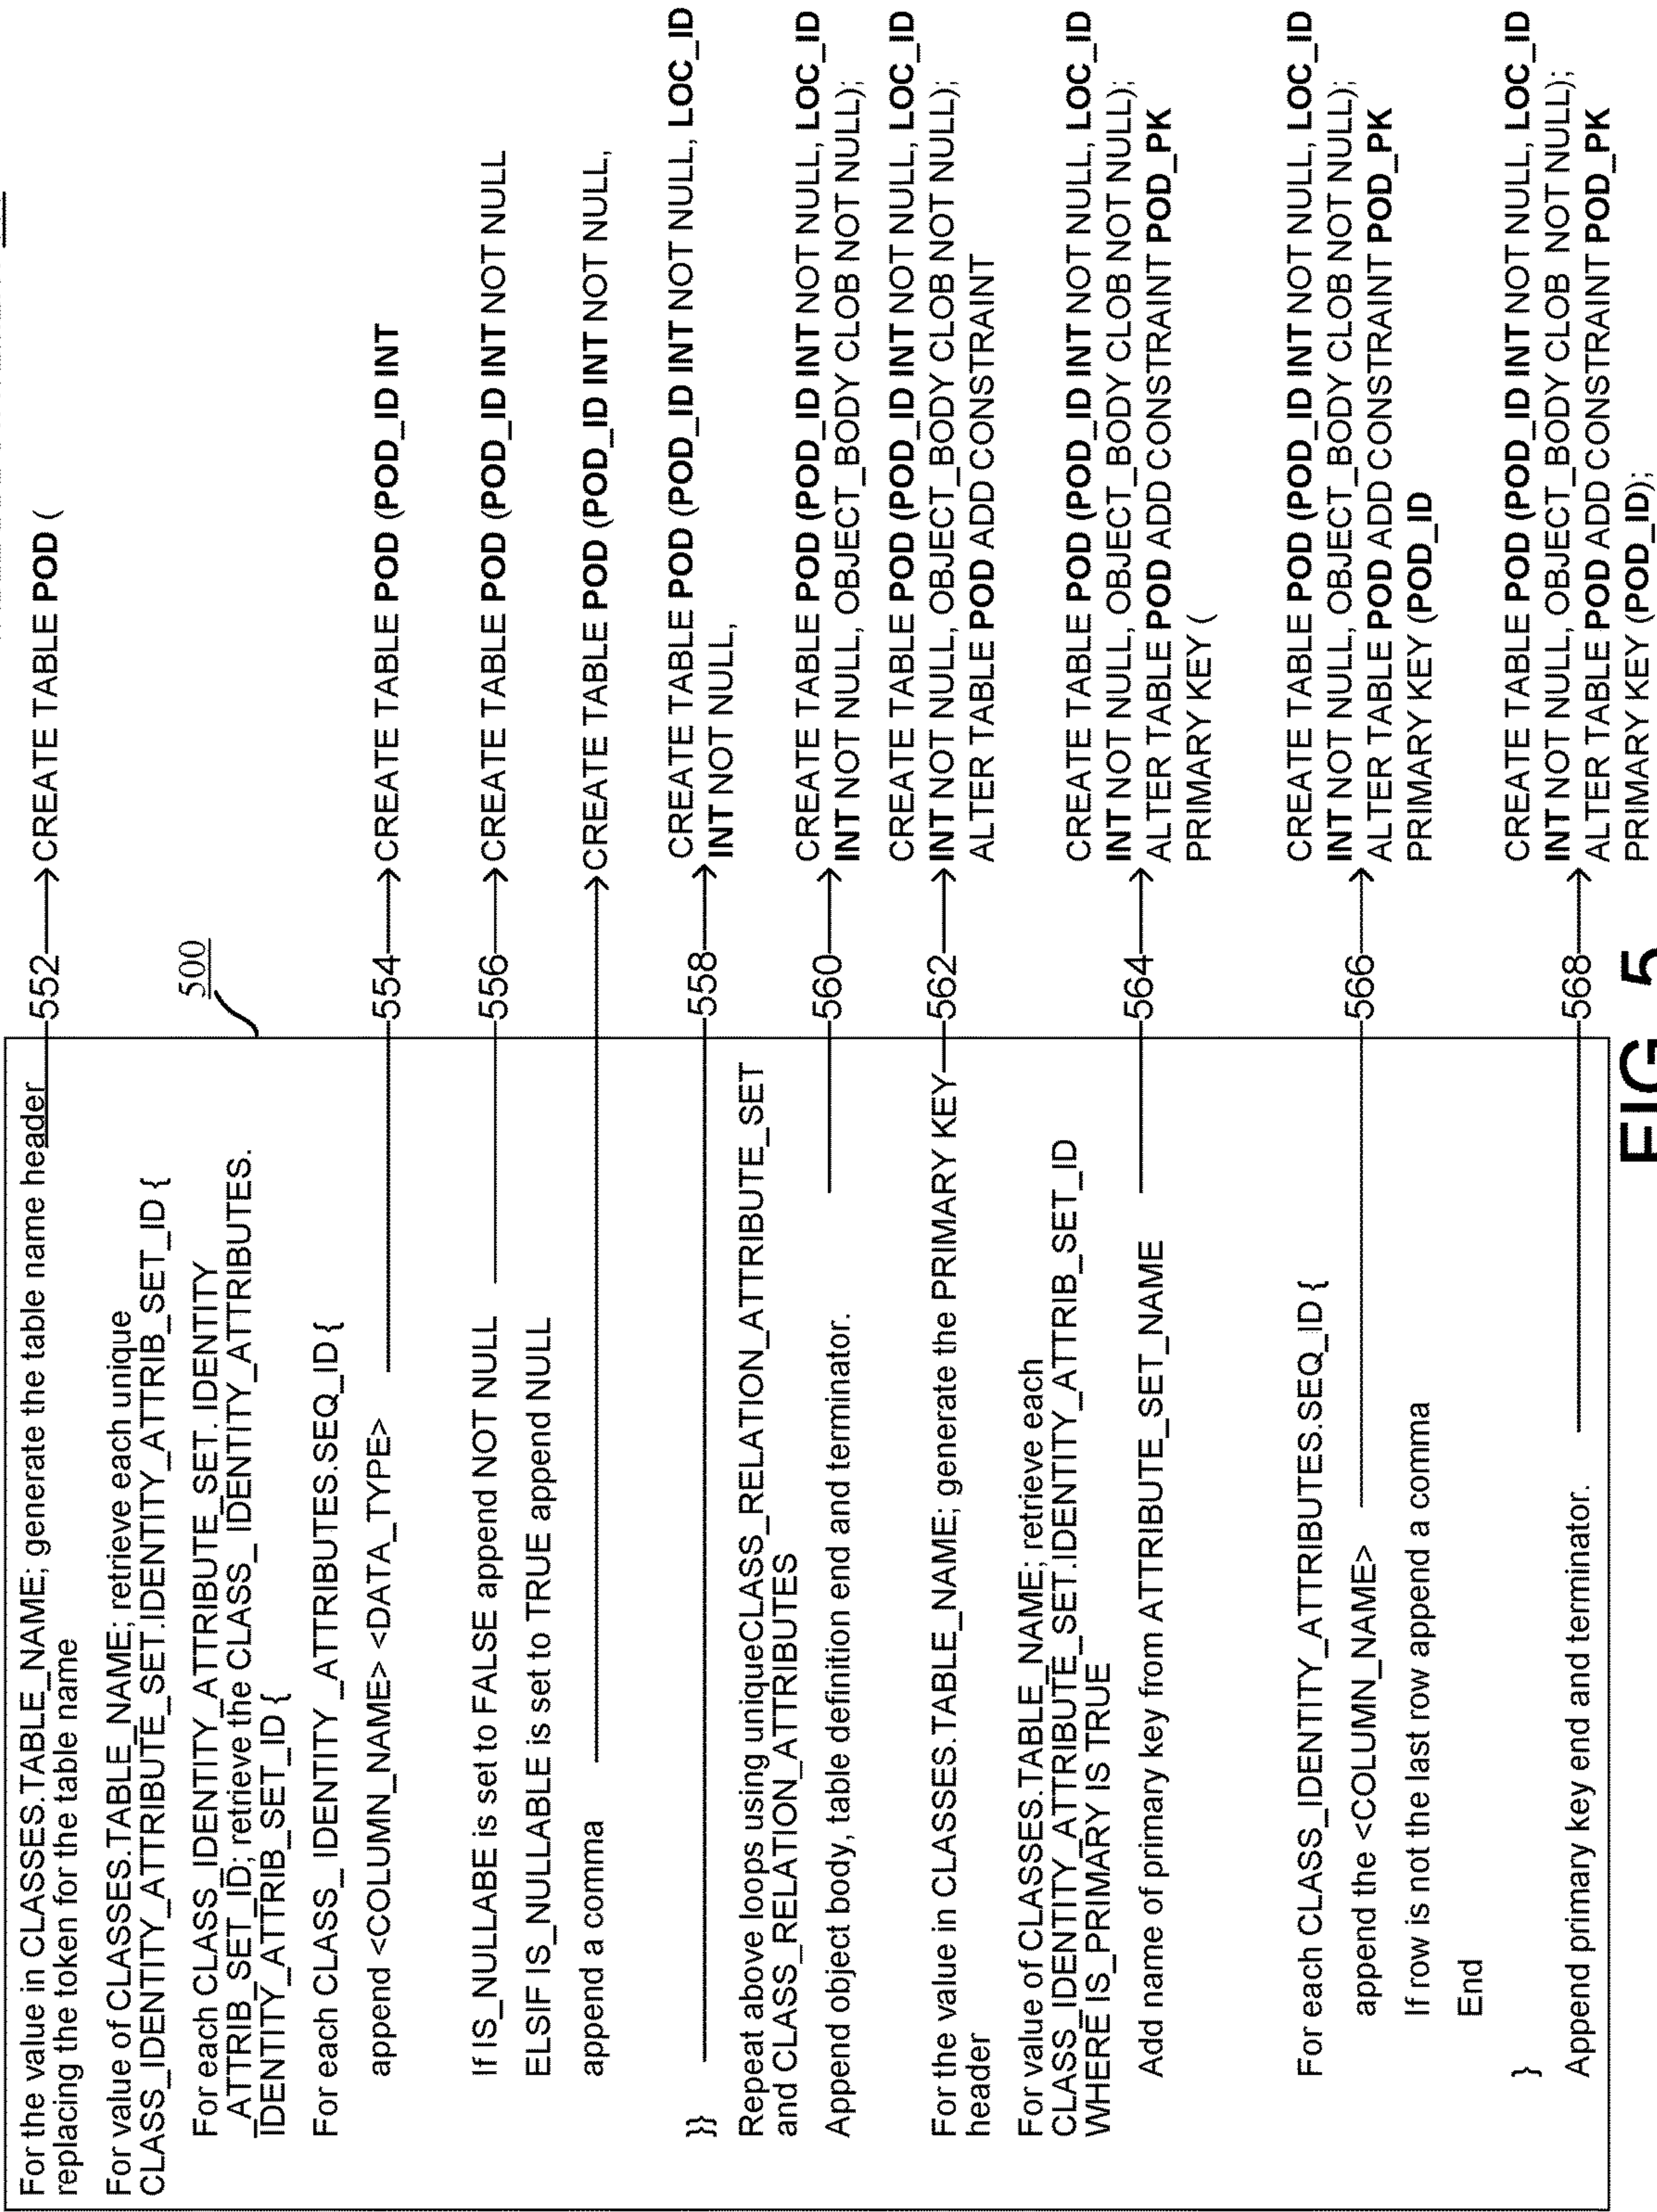 For the value in CLASSES.TABLE_NAME; generate the table name header
replacing the token for the table name
For value of CLASSES.TABLE_NAME; retrieve each unique
CLASS_IDENTITY_ATTRIBUTE_SET.IDENTITY_ATTRIB_SET_ID {
For each CLASS_IDENTITY_ATTRIBUTE_SET. IDENTITY
_ATTRIB_SET_ID; retrieve the CLASS_ IDENTITY_ATTRIBUTES.
IDENTITY_ATTRIB_SET_ID {
For each CLASS_ IDENTITY _ATTRIBUTES.SEQ_ID {
append <COLUMN_NAME> <DATA_TYPE>
If IS_NULLABE is set to FALSE append NOT NULL
ELSIF IS_NULLABLE is set to TRUE append NULL
append a comma
}}
Repeat above loops using uniqueCLASS_RELATION_ATTRIBUTE_SET
and CLASS_RELATION_ATTRIBUTES
Append object body, table definition end and terminator.
For the value in CLASSES.TABLE_NAME; generate the PRIMARY KEY
header
For value of CLASSES.TABLE_NAME; retrieve each
CLASS_IDENTITY_ATTRIBUTE_SET.IDENTITY_ATTRIB_SET_ID
WHERE IS_PRIMARY IS TRUE
Add name of primary key from ATTRIBUTE_SET_NAME
For each CLASS_IDENTITY_ATTRIBUTES.SEQ_ID {
append the <COLUMN_NAME>
If row is not the last row append a comma
End
}
Append primary key end and terminator.
500
552
CREATE TABLE POD (
554
CREATE TABLE POD (POD_ID INT
556
CREATE TABLE POD (POD_ID INT NOT NULL
CREATE TABLE POD (POD_ID INT NOT NULL,
558
CREATE TABLE POD (POD_ID INT NOT NULL, LOC_ID
INT NOT NULL,
560
CREATE TABLE POD (POD_ID INT NOT NULL, LOC_ID
INT NOT NULL, OBJECT_BODY CLOB NOT NULL);
562
CREATE TABLE POD (POD_ID INT NOT NULL, LOC_ID
INT NOT NULL, OBJECT_BODY CLOB NOT NULL);
ALTER TABLE POD ADD CONSTRAINT
564
CREATE TABLE POD (POD_ID INT NOT NULL, LOC_ID
INT NOT NULL, OBJECT_BODY CLOB NOT NULL);
ALTER TABLE POD ADD CONSTRAINT POD_PK
PRIMARY KEY (
566
CREATE TABLE POD (POD_ID INT NOT NULL, LOC_ID
INT NOT NULL, OBJECT_BODY CLOB NOT NULL);
ALTER TABLE POD ADD CONSTRAINT POD_PK
PRIMARY KEY (POD_ID
568
CREATE TABLE POD (POD_ID INT NOT NULL, LOC_ID
INT NOT NULL, OBJECT_BODY CLOB NOT NULL);
ALTER TABLE POD ADD CONSTRAINT POD_PK
PRIMARY KEY (POD_ID);
FIG. 5